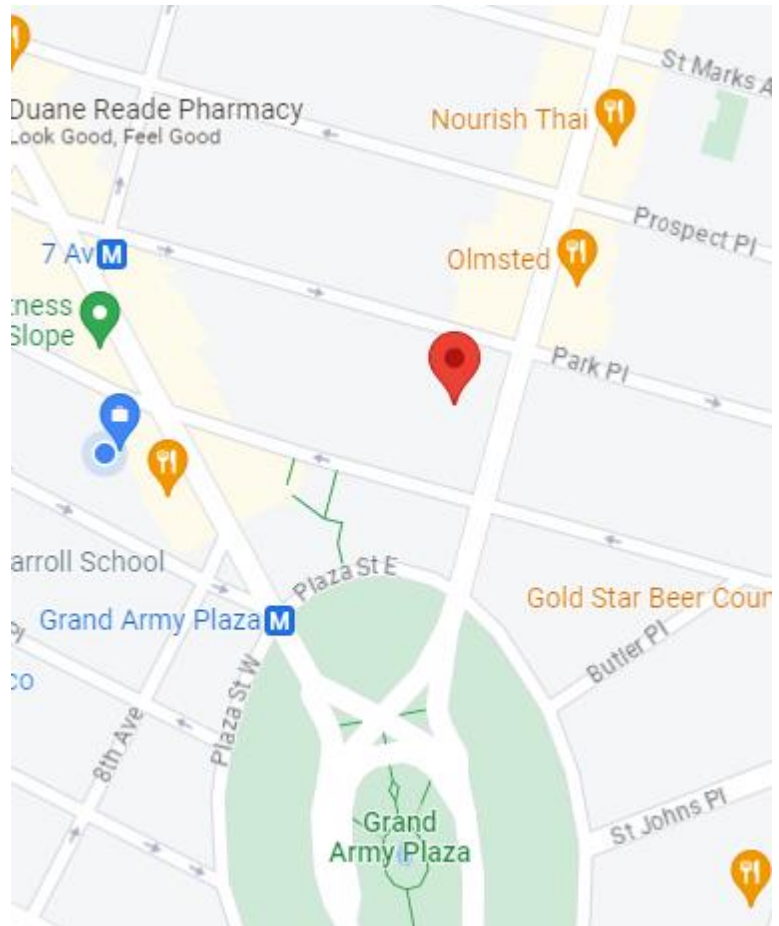 St Marks A
Duane Reade Pharmacy
Look Good, Feel Good
Nourish Thai
Prospect Pl
7 Av M
Olmsted
tness
Slope
Park Pl
arroll School
Plaza St E
Gold Star Beer Coun
Grand Army Plaza M
Butler Pl
Pl
co
Plaza St W
8th Ave
Grand
Army Plaza
St Johns Pl